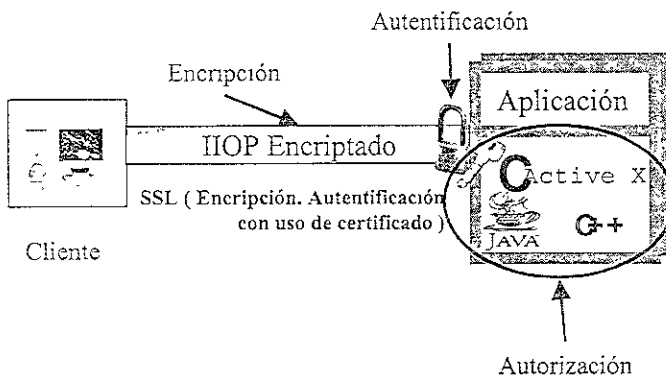 Autentificación
Encripción
Aplicación
IIOP Encriptado
C Active X
SSL ( Encripción. Autentificación
con uso de certificado )
JAVA
C++
Cliente
Autorización